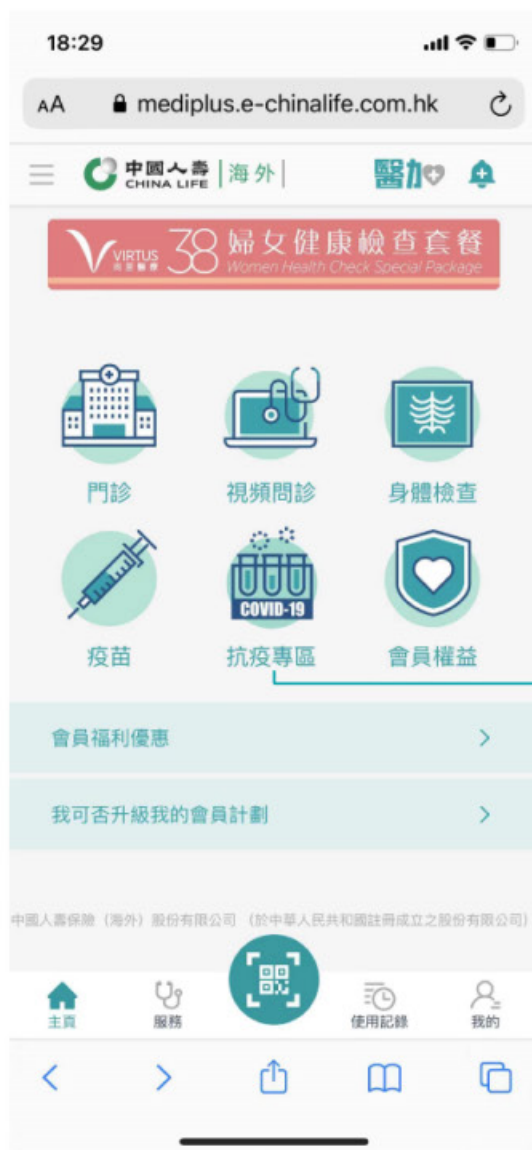 18:29
AA mediplus.e-chinalife.com.hk
中國人壽 海外 醫加
CHINA LIFE
VIRTUS 38 婦女健康檢查套餐
Women Health Check Special Package
門診 視頻問診 身體檢查
COVID-19
疫苗 抗疫專區 會員權益
會員福利優惠
我可否升級我的會員計劃
中國人壽保險（海外）股份有限公司 （於中華人民共和國註冊成立之股份有限公司）
主頁 服務 使用記錄 我的